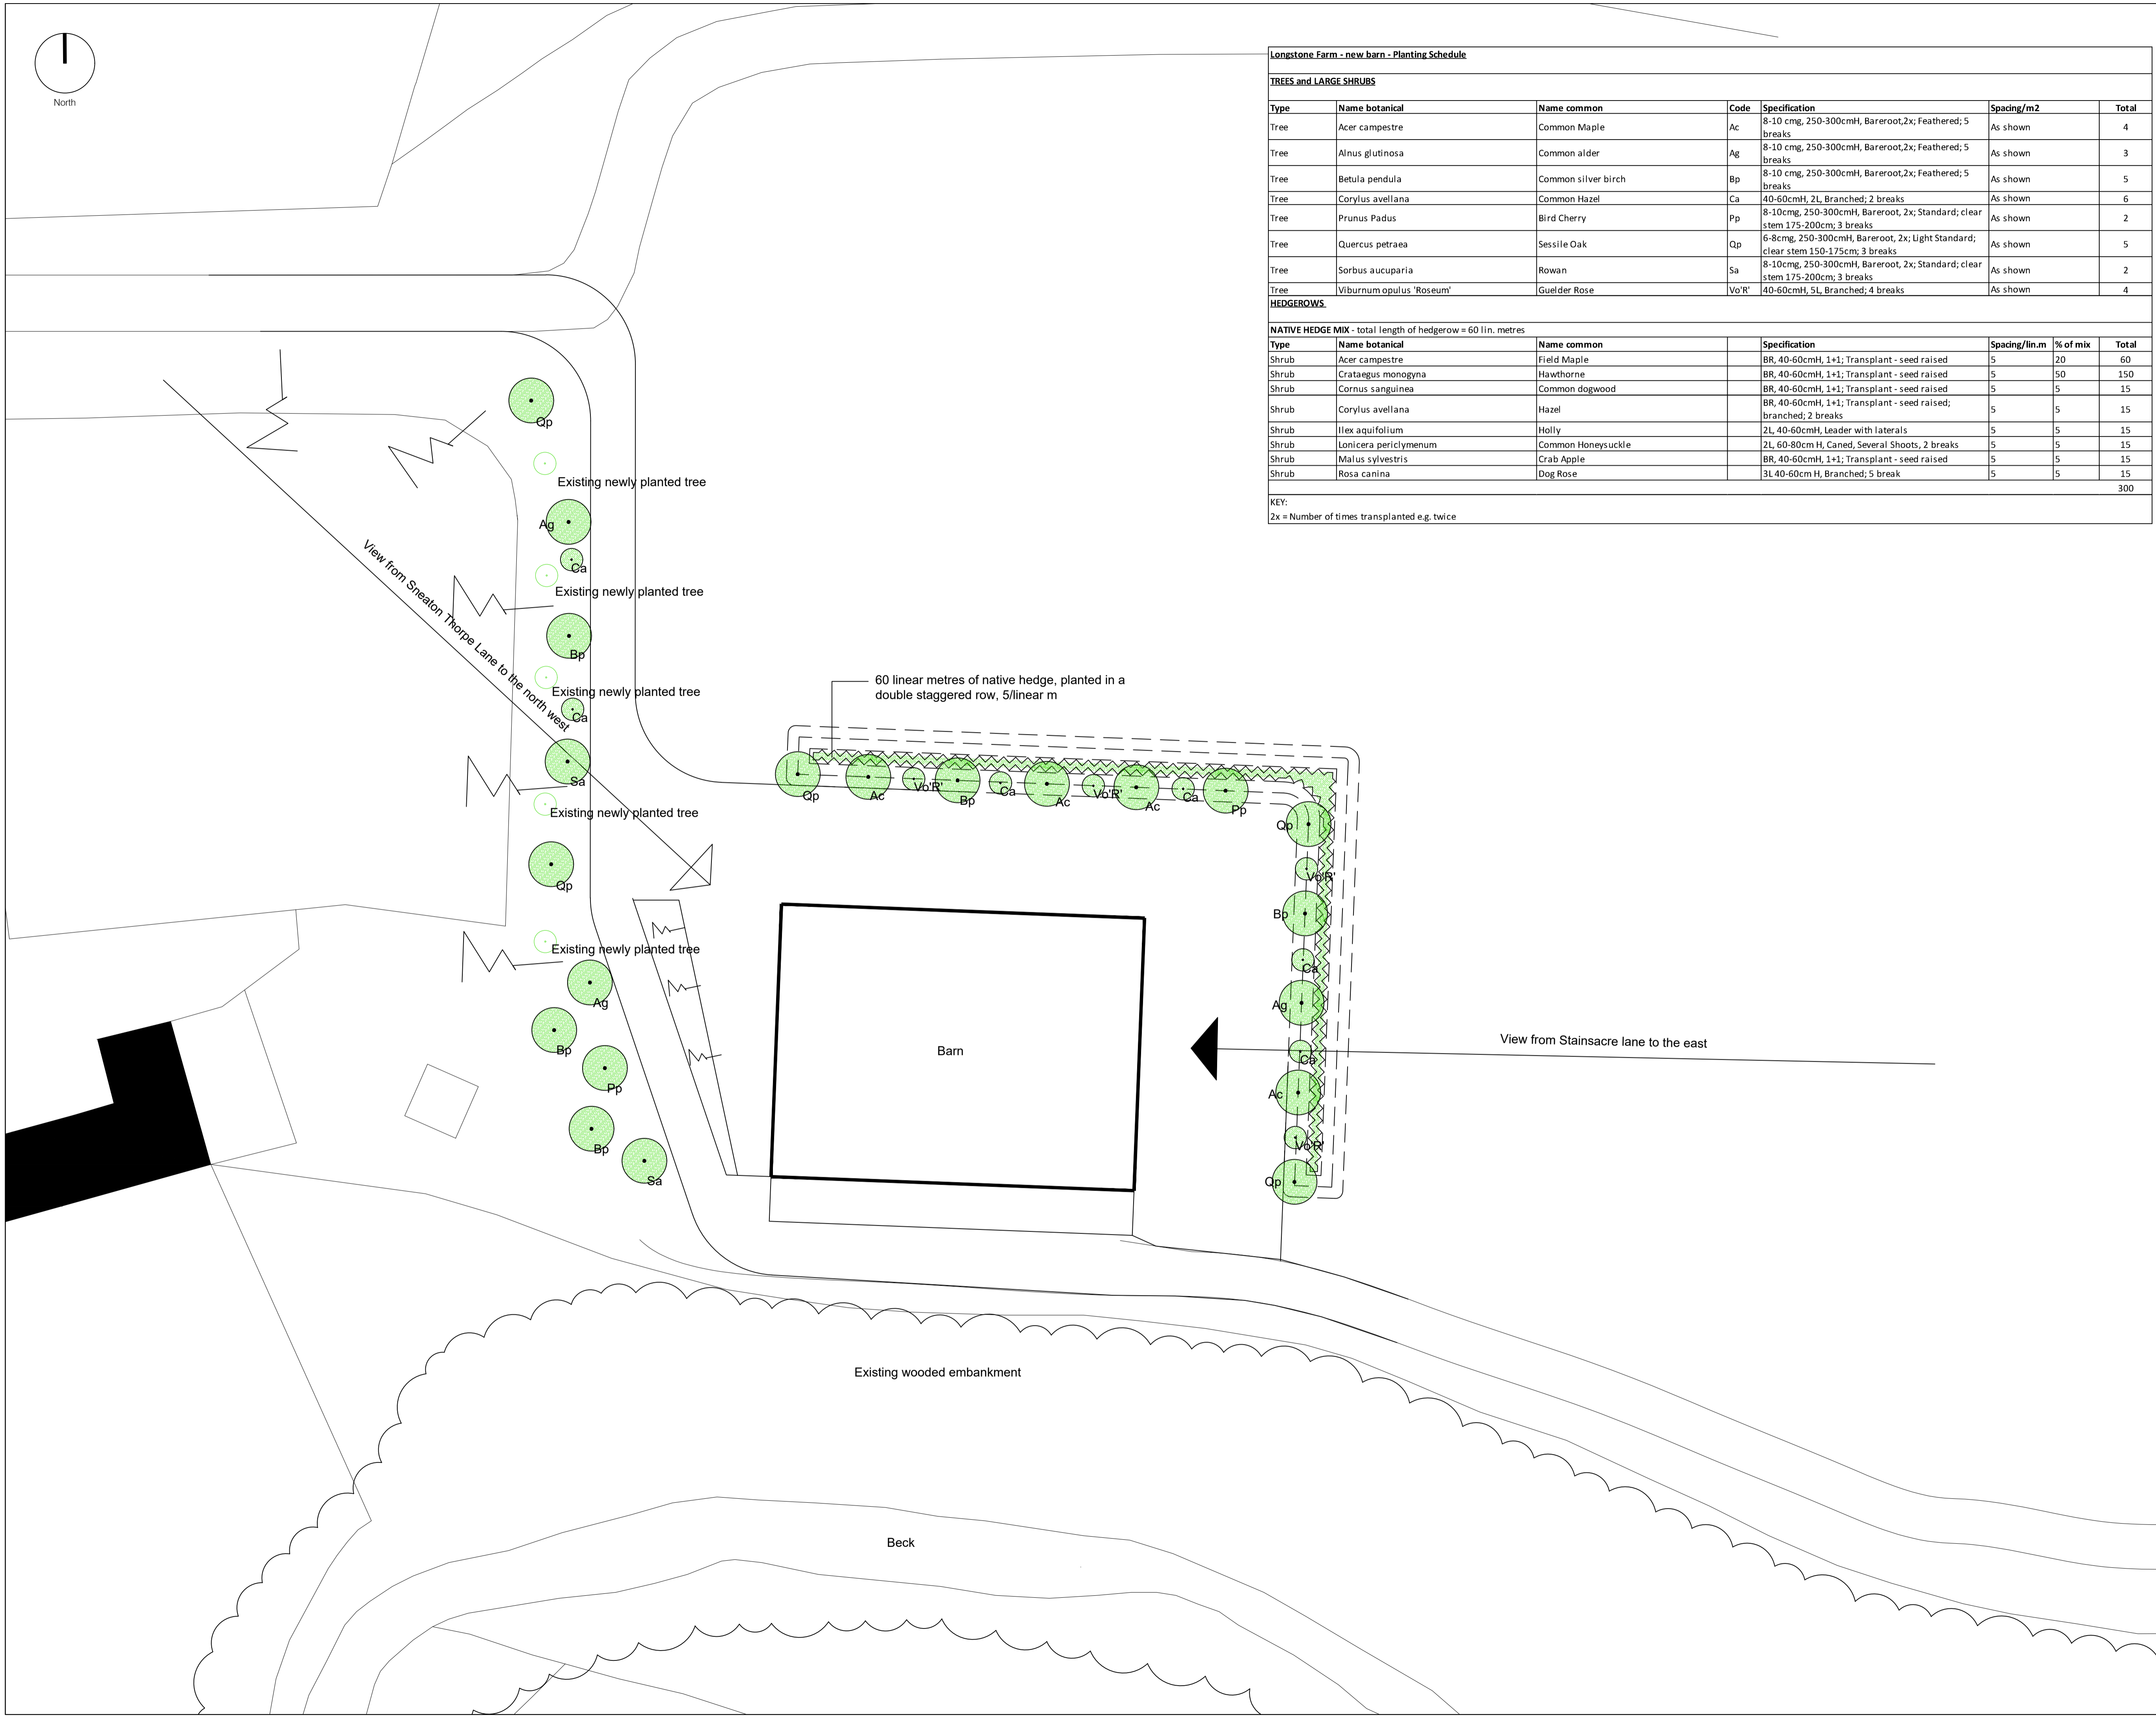 North
Longstone Farm - new barn - Planting Schedule
TREES and LARGE SHRUBS
Type Name botanical Name common Code Specification Spacing/m2 Total
Tree Acer campestre Common Maple Ac 8-10 cmg, 250-300cmH, Bareroot,2x; Feathered; 5 breaks As shown 4
Tree Alnus glutinosa Common alder Ag 8-10 cmg, 250-300cmH, Bareroot,2x; Feathered; 5 breaks As shown 3
Tree Betula pendula Common silver birch Bp 8-10 cmg, 250-300cmH, Bareroot,2x; Feathered; 5 breaks As shown 5
Tree Corylus avellana Common Hazel Ca 40-60cmH, 2L, Branched; 2 breaks As shown 6
Tree Prunus Padus Bird Cherry Pp 8-10cmg, 250-300cmH, Bareroot, 2x; Standard; clear stem 175-200cm; 3 breaks As shown 2
Tree Quercus petraea Sessile Oak Qp 6-8cmg, 250-300cmH, Bareroot, 2x; Light Standard; clear stem 150-175cm; 3 breaks As shown 5
Tree Sorbus aucuparia Rowan Sa 8-10cmg, 250-300cmH, Bareroot, 2x; Standard; clear stem 175-200cm; 3 breaks As shown 2
Tree Viburnum opulus 'Roseum' Guelder Rose Vo'R' 40-60cmH, 5L, Branched; 4 breaks As shown 4
HEDGEROWS
NATIVE HEDGE MIX - total length of hedgerow = 60 lin. metres
Type Name botanical Name common Specification Spacing/lin.m % of mix Total
Shrub Acer campestre Field Maple BR, 40-60cmH, 1+1; Transplant - seed raised 5 20 60
Shrub Crataegus monogyna Hawthorne BR, 40-60cmH, 1+1; Transplant - seed raised 5 50 150
Shrub Cornus sanguinea Common dogwood BR, 40-60cmH, 1+1; Transplant - seed raised 5 5 15
Shrub Corylus avellana Hazel BR, 40-60cmH, 1+1; Transplant - seed raised; branched; 2 breaks 5 5 15
Shrub Ilex aquifolium Holly 2L, 40-60cmH, Leader with laterals 5 5 15
Shrub Lonicera periclymenum Common Honeysuckle 2L, 60-80cm H, Caned, Several Shoots, 2 breaks 5 5 15
Shrub Malus sylvestris Crab Apple BR, 40-60cmH, 1+1; Transplant - seed raised 5 5 15
Shrub Rosa canina Dog Rose 3L 40-60cm H, Branched; 5 break 5 5 15
300
KEY:
2x = Number of times transplanted e.g. twice
Qp
Existing newly planted tree
Ag
Ca
Existing newly planted tree
View from Sneaton Thorpe Lane to the north west
Bp
Existing newly planted tree
Ca
Sa
Existing newly planted tree
Qp
Existing newly planted tree
Ag
Bp
Pp
Bp
Sa
60 linear metres of native hedge, planted in a
double staggered row, 5/linear m
Qp
Ac
Vo'R'
Bp
Ca
Ac
Vo'R'
Ac
Ca
Pp
Qp
Vo'R'
Bp
Ca
Ag
Ca
Ac
Vo'R'
Qp
Barn
View from Stainsacre lane to the east
Existing wooded embankment
Beck